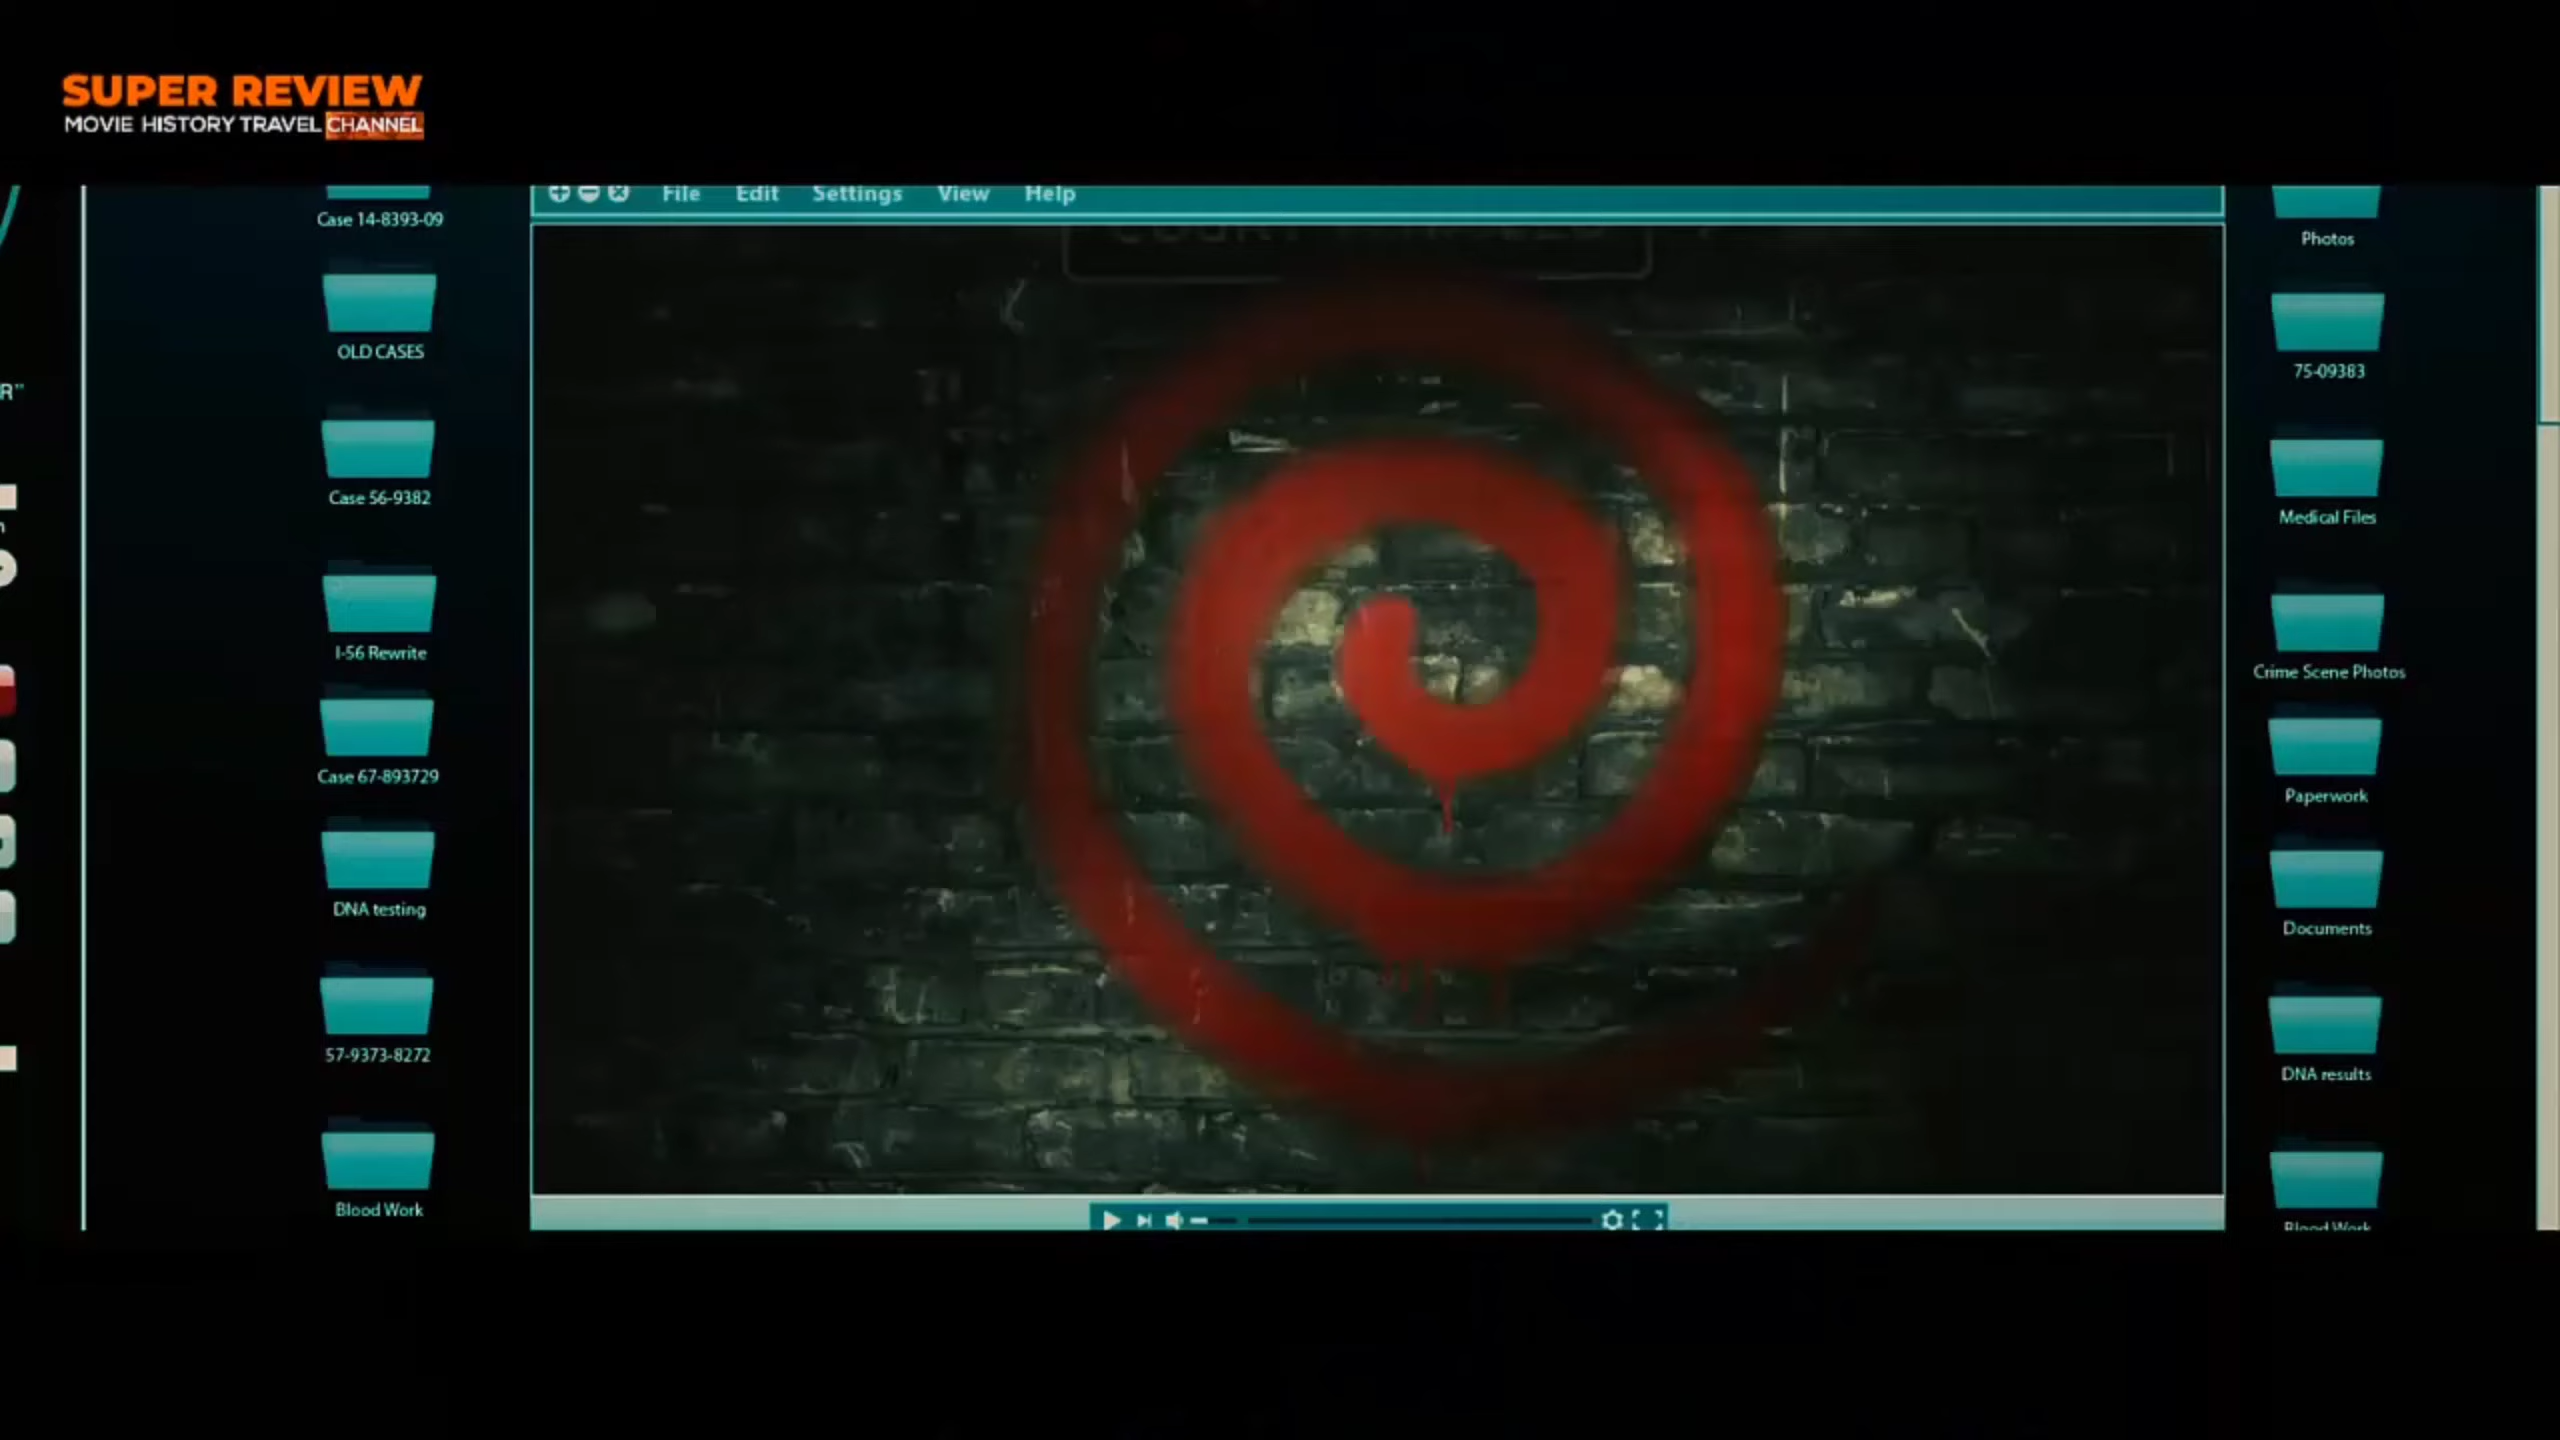 SUPER REVIEW
MOVIE HISTORY TRAVEL CHANNEL
File Edit Settings View Help
Case 14-8393-09
OLD CASES
R"
Case 56-9382
I-56 Rewrite
Case 67-893729
DNA testing
57-9373-8272
Blood Work
Photos
75-09383
Medical Files
Crime Scene Photos
Paperwork
Documents
DNA results
Blood Work